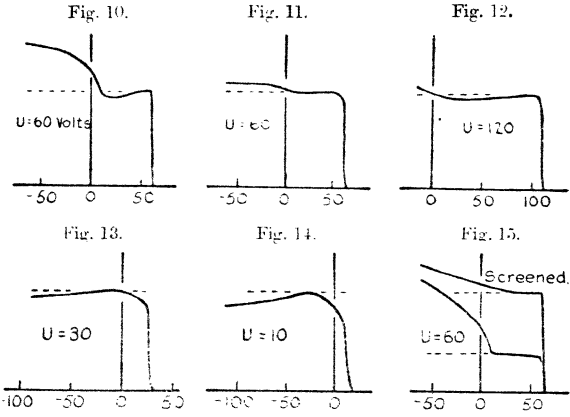 Fig. 10.
Fig. 11.
Fig. 12.
U=60 Volts
U=60
U=120
-50 0 50
-50 0 50
0 50 100
Fig. 13.
Fig. 14.
Fig. 15.
Screened.
U=30
U=10
U=60
-100 -50 0 50
-100 -50 0
-50 0 50